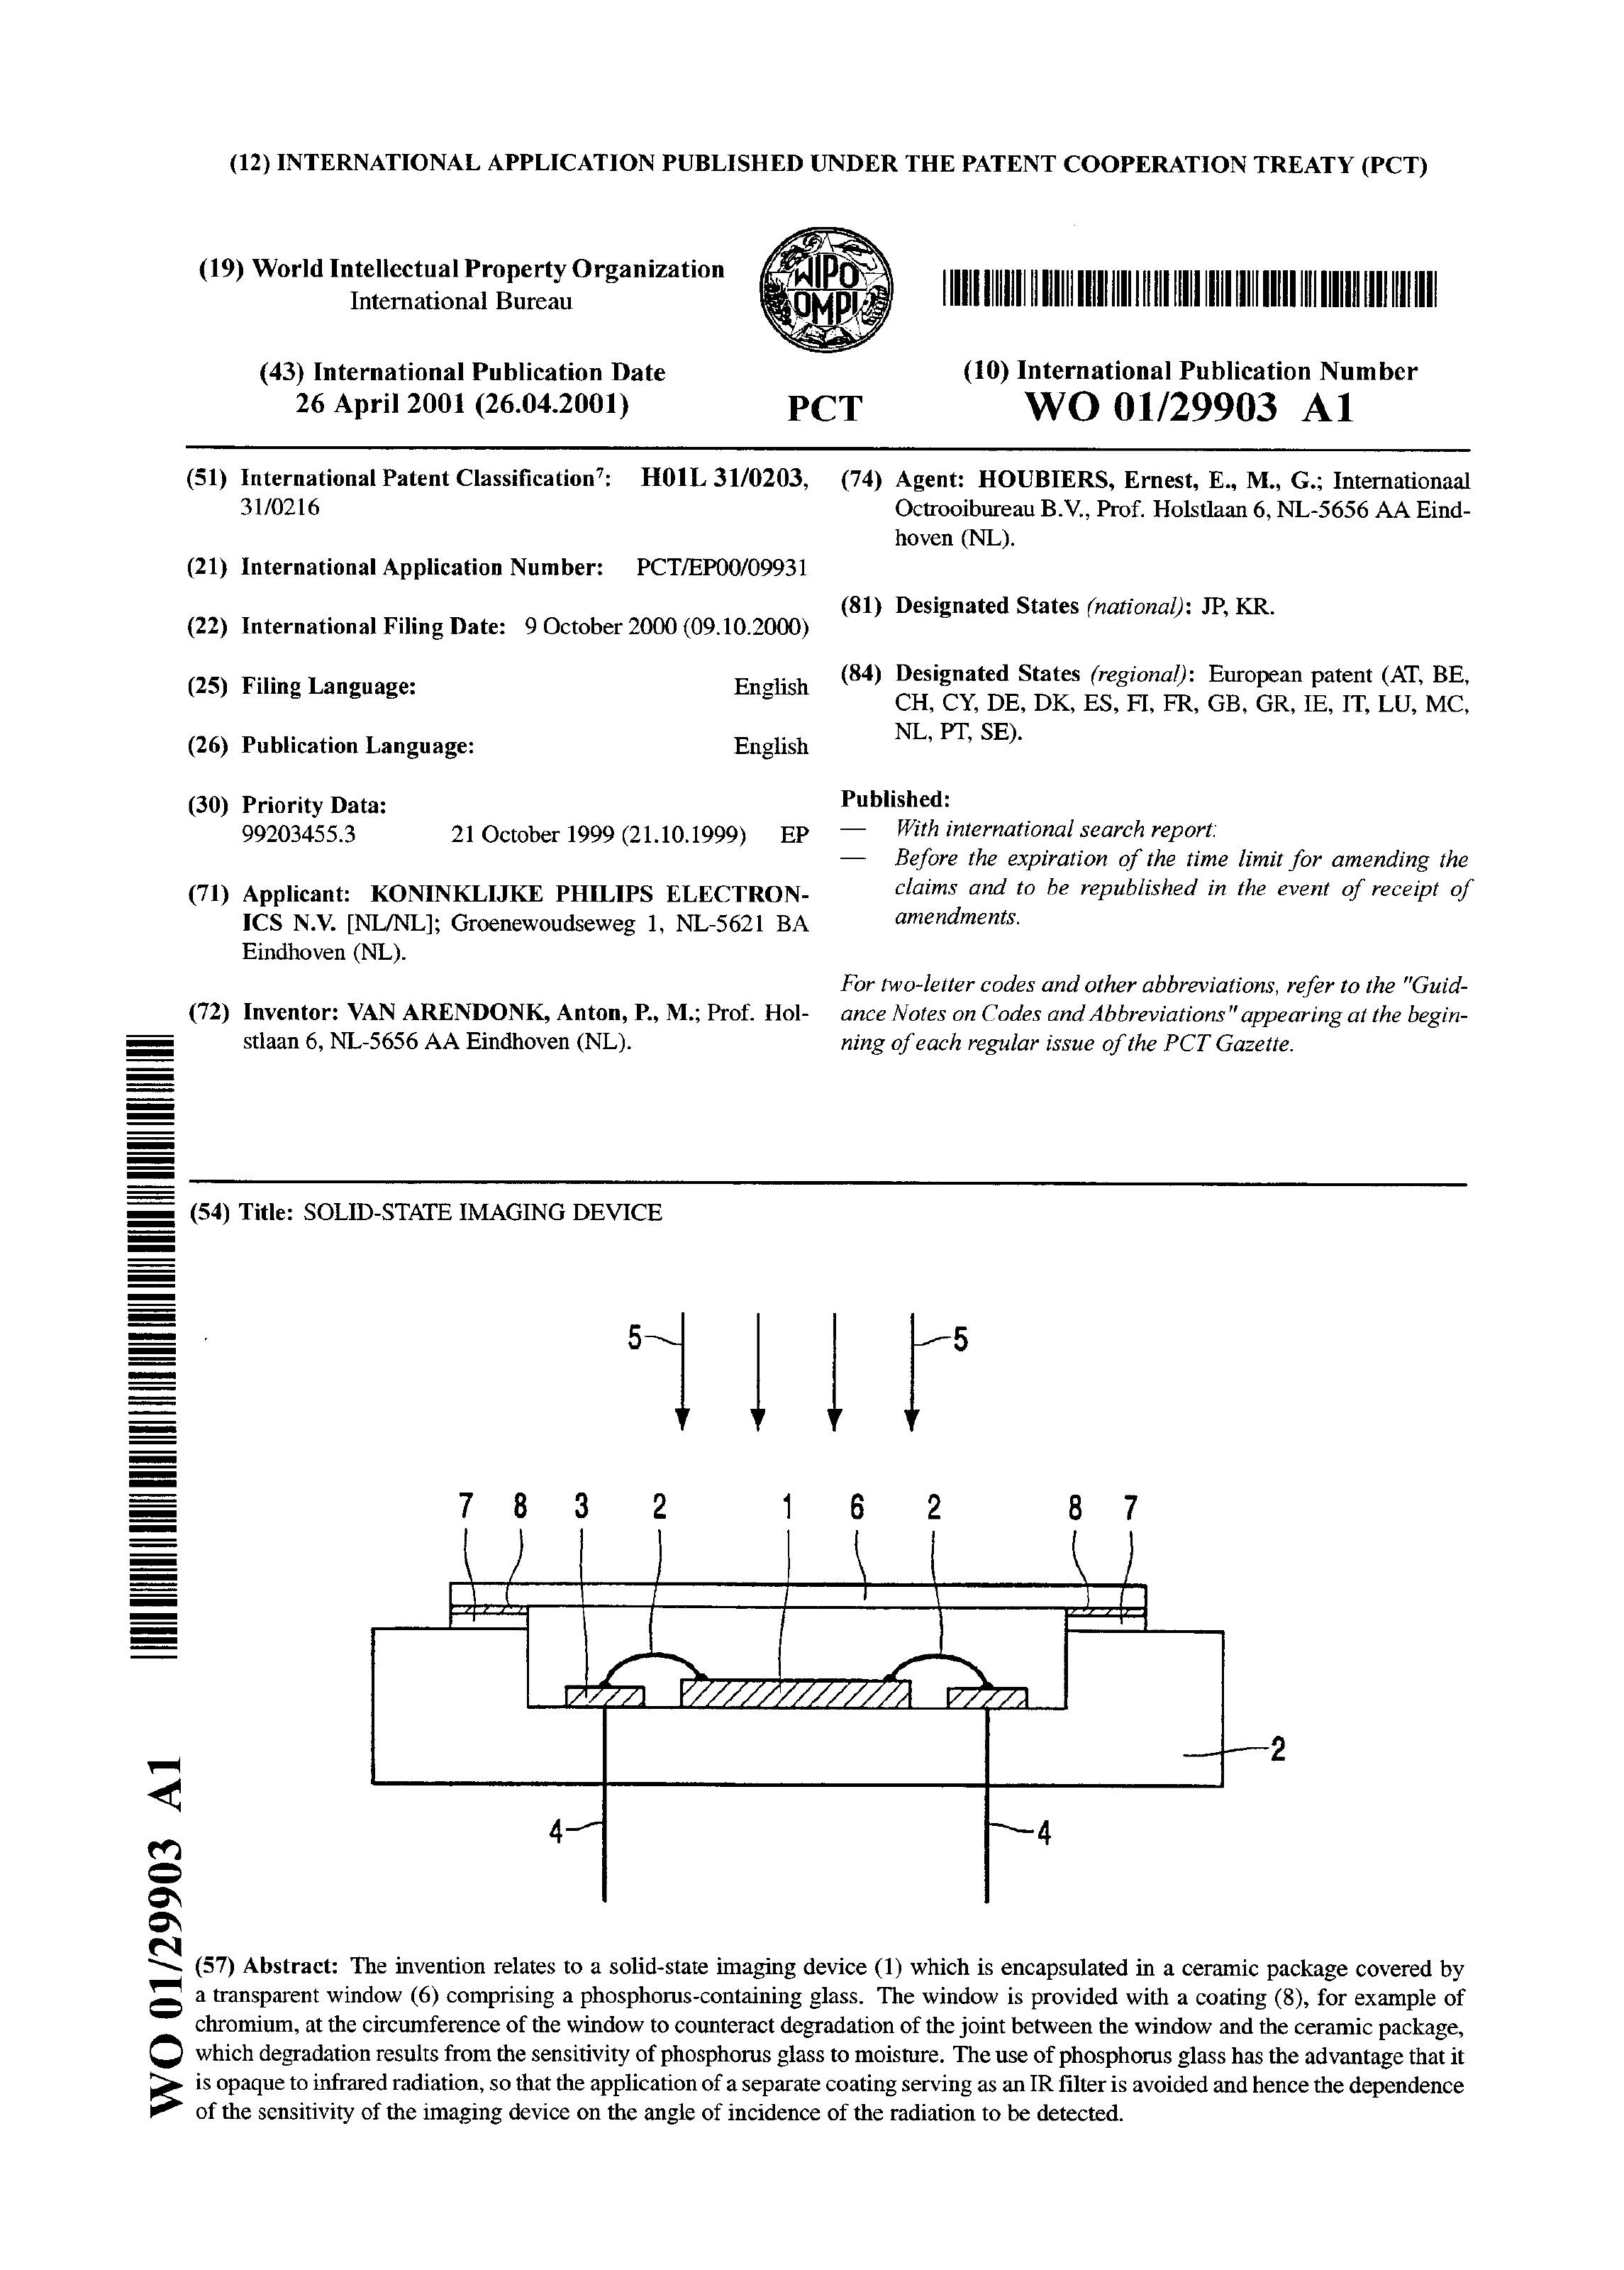 (12) INTERNATIONAL APPLICATION PUBLISHED UNDER THE PATENT COOPERATION TREATY (PCT)
(19) World Intellectual Property Organization
International Bureau
WIPO
OMPI
(43) International Publication Date
26 April 2001 (26.04.2001)
PCT
(10) International Publication Number
WO 01/29903 A1
(51) International Patent Classification7: H01L 31/0203,
31/0216
(21) International Application Number: PCT/EP00/09931
(22) International Filing Date: 9 October 2000 (09.10.2000)
(25) Filing Language: English
(26) Publication Language: English
(30) Priority Data:
99203455.3 21 October 1999 (21.10.1999) EP
(71) Applicant: KONINKLIJKE PHILIPS ELECTRON-
ICS N.V. [NL/NL]; Groenewoudseweg 1, NL-5621 BA
Eindhoven (NL).
(72) Inventor: VAN ARENDONK, Anton, P., M.; Prof. Hol-
stlaan 6, NL-5656 AA Eindhoven (NL).
(74) Agent: HOUBIERS, Ernest, E., M., G.; Internationaal
Octrooibureau B.V., Prof. Holstlaan 6, NL-5656 AA Eind-
hoven (NL).
(81) Designated States (national): JP, KR.
(84) Designated States (regional): European patent (AT, BE,
CH, CY, DE, DK, ES, FI, FR, GB, GR, IE, IT, LU, MC,
NL, PT, SE).
Published:
— With international search report.
— Before the expiration of the time limit for amending the
claims and to be republished in the event of receipt of
amendments.
For two-letter codes and other abbreviations, refer to the "Guid-
ance Notes on Codes and Abbreviations" appearing at the begin-
ning of each regular issue of the PCT Gazette.
(54) Title: SOLID-STATE IMAGING DEVICE
5 5
7 8 3 2 1 6 2 8 7
2
4 4
WO 01/29903 A1
(57) Abstract: The invention relates to a solid-state imaging device (1) which is encapsulated in a ceramic package covered by
a transparent window (6) comprising a phosphorus-containing glass. The window is provided with a coating (8), for example of
chromium, at the circumference of the window to counteract degradation of the joint between the window and the ceramic package,
which degradation results from the sensitivity of phosphorus glass to moisture. The use of phosphorus glass has the advantage that it
is opaque to infrared radiation, so that the application of a separate coating serving as an IR filter is avoided and hence the dependence
of the sensitivity of the imaging device on the angle of incidence of the radiation to be detected.